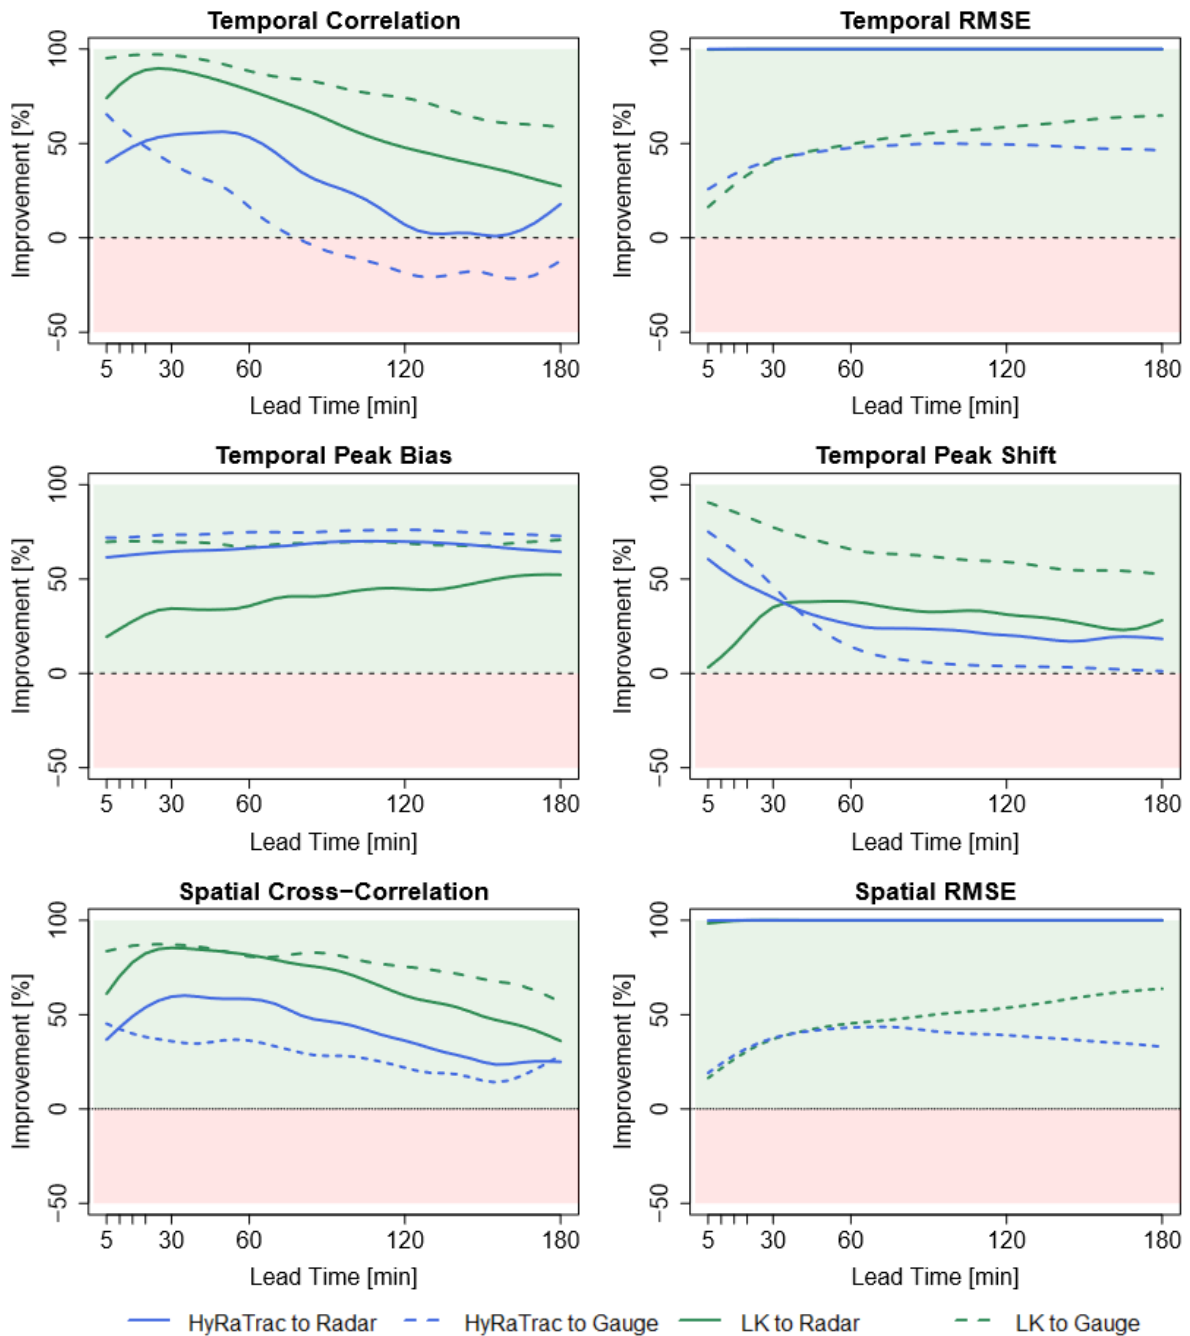 Temporal Correlation
Improvement [%]
100
50
0
−50
5 30 60 120 180
Lead Time [min]
Temporal RMSE
Improvement [%]
100
50
0
−50
5 30 60 120 180
Lead Time [min]
Temporal Peak Bias
Improvement [%]
100
50
0
−50
5 30 60 120 180
Lead Time [min]
Temporal Peak Shift
Improvement [%]
100
50
0
−50
5 30 60 120 180
Lead Time [min]
Spatial Cross−Correlation
Improvement [%]
100
50
0
−50
5 30 60 120 180
Lead Time [min]
Spatial RMSE
Improvement [%]
100
50
0
−50
5 30 60 120 180
Lead Time [min]
HyRaTrac to Radar HyRaTrac to Gauge LK to Radar LK to Gauge